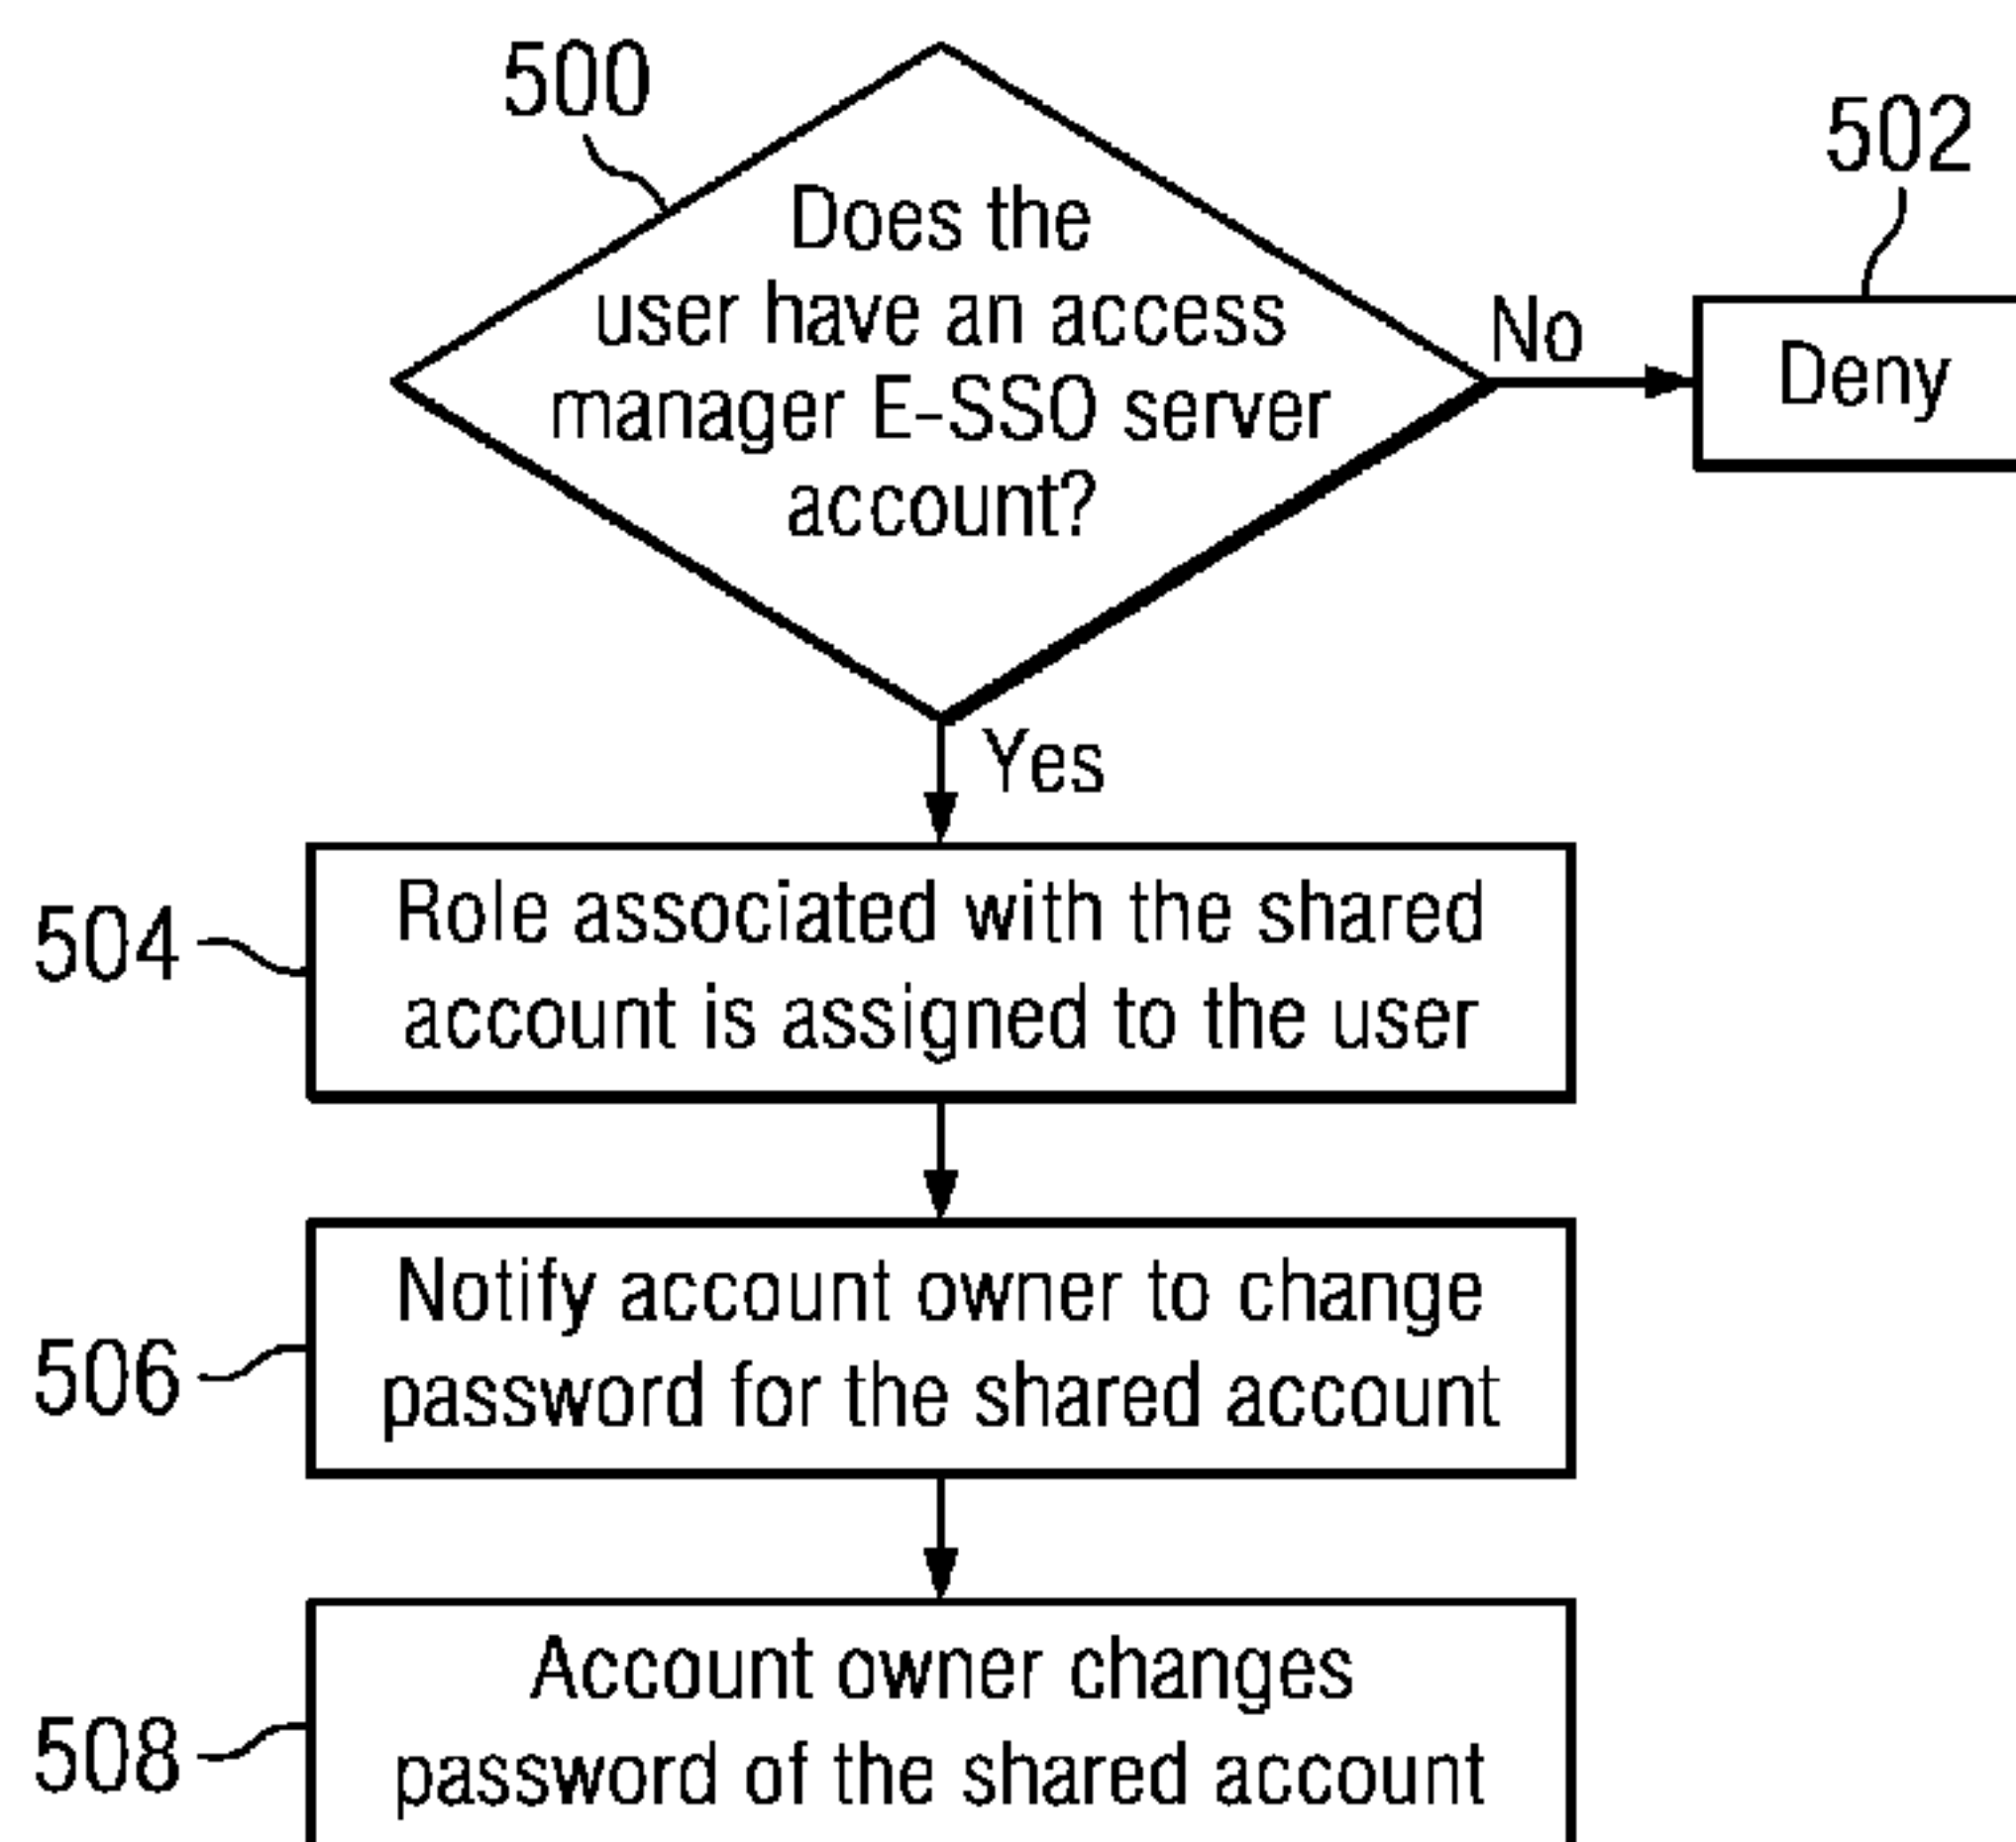 500
502
Does the
user have an access
manager E-SSO server
account?
No
Deny
Yes
504
Role associated with the shared
account is assigned to the user
506
Notify account owner to change
password for the shared account
508
Account owner changes
password of the shared account